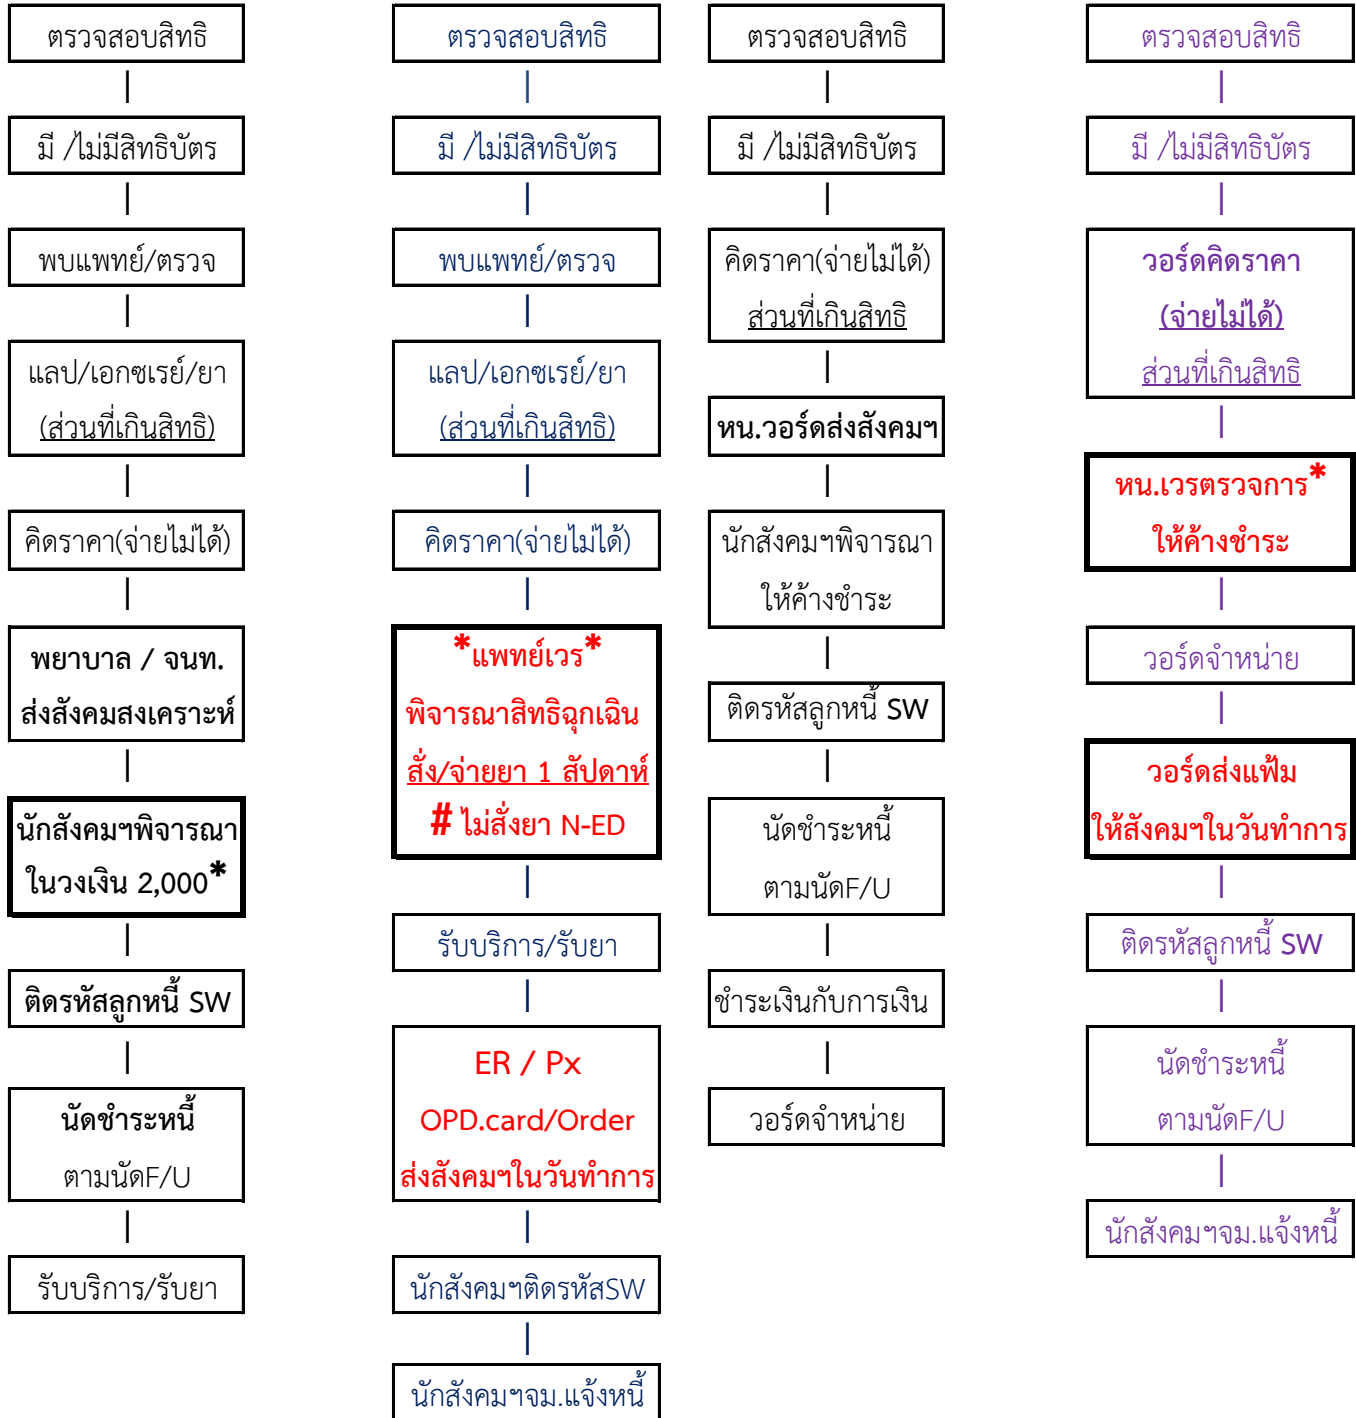 ตรวจสอบสิทธิ
มี /ไม่มีสิทธิบัตร
พบแพทย์/ตรวจ
แลป/เอกซเรย์/ยา
(ส่วนที่เกินสิทธิ)
คิดราคา(จ่ายไม่ได้)
พยาบาล / จนท.
ส่งสังคมสงเคราะห์
นักสังคมฯพิจารณา
ในวงเงิน 2,000*
ติดรหัสลูกหนี้ SW
นัดชำระหนี้
ตามนัดF/U
รับบริการ/รับยา
ตรวจสอบสิทธิ
มี /ไม่มีสิทธิบัตร
พบแพทย์/ตรวจ
แลป/เอกซเรย์/ยา
(ส่วนที่เกินสิทธิ)
คิดราคา(จ่ายไม่ได้)
*แพทย์เวร*
พิจารณาสิทธิฉุกเฉิน
สั่ง/จ่ายยา 1 สัปดาห์
# ไม่สั่งยา N-ED
รับบริการ/รับยา
ER / Px
OPD.card/Order
ส่งสังคมฯในวันทำการ
นักสังคมฯติดรหัสSW
นักสังคมฯจม.แจ้งหนี้
ตรวจสอบสิทธิ
มี /ไม่มีสิทธิบัตร
คิดราคา(จ่ายไม่ได้)
ส่วนที่เกินสิทธิ
หน.วอร์ดส่งสังคมฯ
นักสังคมฯพิจารณา
ให้ค้างชำระ
ติดรหัสลูกหนี้ SW
นัดชำระหนี้
ตามนัดF/U
ชำระเงินกับการเงิน
วอร์ดจำหน่าย
ตรวจสอบสิทธิ
มี /ไม่มีสิทธิบัตร
วอร์ดคิดราคา
(จ่ายไม่ได้)
ส่วนที่เกินสิทธิ
หน.เวรตรวจการ*
ให้ค้างชำระ
วอร์ดจำหน่าย
วอร์ดส่งแฟ้ม
ให้สังคมฯในวันทำการ
ติดรหัสลูกหนี้ SW
นัดชำระหนี้
ตามนัดF/U
นักสังคมฯจม.แจ้งหนี้